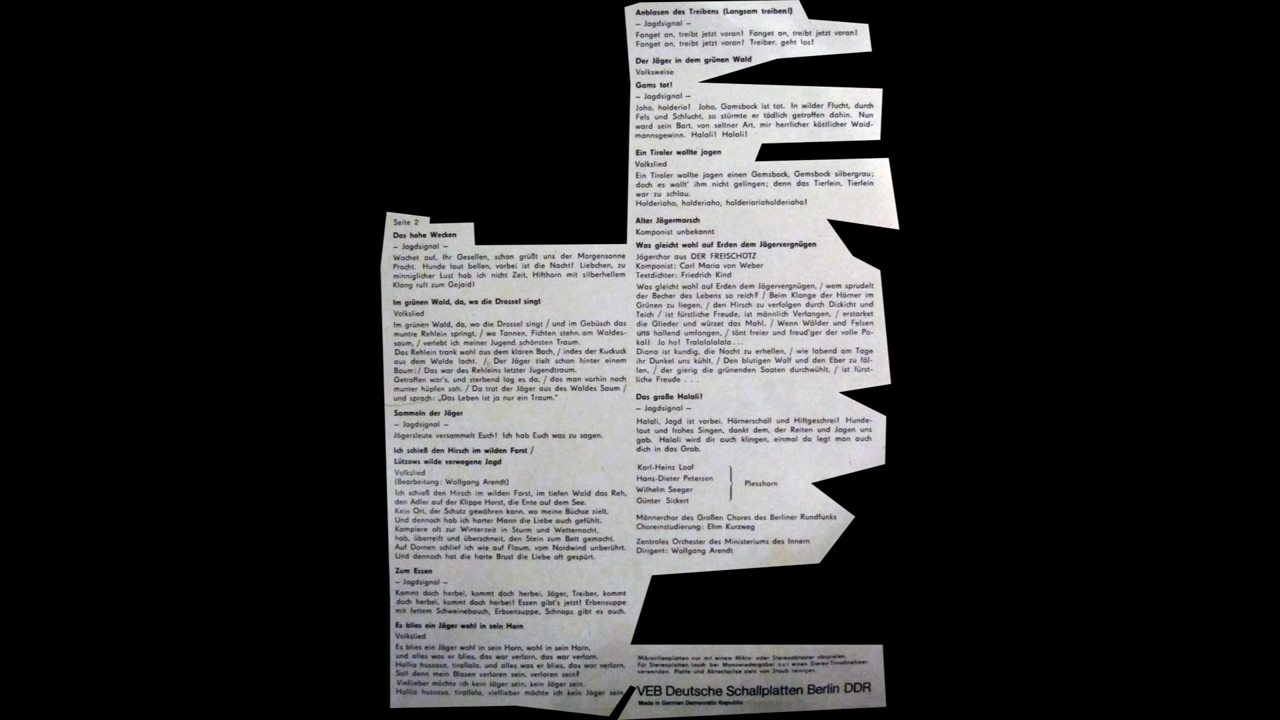 Seite 2
Das hohe Wecken
— Jagdsignal —
Wachet auf, Ihr Gesellen, schon grüßt uns der Morgensonne
Pracht. Hunde laut bellen, vorbei ist die Nacht! Liebchen, zu
minniglicher Lust hab ich nicht Zeit, Hifthorn mit silberhellem
Klang ruft zum Gejaid!
Im grünen Wald, da, wo die Drossel singt
Volkslied
Im grünen Wald, da, wo die Drossel singt / und im Gebüsch das
muntre Rehlein springt, / wo Tannen, Fichten stehn am Waldes-
saum, / verlebt ich meiner Jugend schönsten Traum.
Das Rehlein trank wohl aus dem klaren Bach, / indes der Kuckuck
aus dem Walde lacht. /: Der Jäger zielt schon hinter einem
Baum:/ Das war des Rehleins letzter Jugendtraum.
Getroffen war's, und sterbend lag es da, / das man vorhin noch
munter hüpfen sah. / Da trat der Jäger aus des Waldes Saum /
und sprach: „Das Leben ist ja nur ein Traum."
Sammeln der Jäger
— Jagdsignal —
Jägersleute versammelt Euch! Ich hab Euch was zu sagen.
Ich schieß den Hirsch im wilden Forst /
Lützows wilde verwegene Jagd
Volkslied
(Bearbeitung: Wolfgang Arendt)
Ich schieß den Hirsch im wilden Forst, im tiefen Wald das Reh,
den Adler auf der Klippe Horst, die Ente auf dem See.
Kein Ort, der Schutz gewähren kann, wo meine Büchse zielt.
Und dennoch hab ich harter Mann die Liebe auch gefühlt.
Kampiere oft zur Winterzeit in Sturm und Wetternacht,
hab, überreift und überschneit, den Stein zum Bett gemacht.
Auf Dornen schlief ich wie auf Flaum, vom Nordwind unberührt.
Und dennoch hat die harte Brust die Liebe oft gespürt.
Zum Essen
— Jagdsignal —
Kommt doch herbei, kommt doch herbei, Jäger, Treiber, kommt
doch herbei, kommt doch herbei! Essen gibt's jetzt! Erbensuppe
mit fettem Schweinebauch, Erbsensuppe, Schnaps gibt es auch.
Es blies ein Jäger wohl in sein Horn
Volkslied
Es blies ein Jäger wohl in sein Horn, wohl in sein Horn,
und alles was er blies, das war verlorn, das war verlorn.
Hallia hussasa, tirallala, und alles was er blies, das war verlorn.
Soll denn mein Blasen verloren sein, verloren sein?
Viellieber möchte ich kein Jäger sein, kein Jäger sein.
Hallia hussasa, tirallala, viellieber möchte ich kein Jäger sein.
Anblasen des Treibens (Langsam treiben!)
— Jagdsignal —
Fanget an, treibt jetzt voran! Fanget an, treibt jetzt voran!
Fanget an, treibt jetzt voran! Treiber, geht los!
Der Jäger in dem grünen Wald
Volksweise
Gams tot!
— Jagdsignal —
Joho, holderio! Joho, Gamsbock ist tot. In wilder Flucht, durch
Fels und Schlucht, so stürmte er tödlich getroffen dahin. Nun
ward sein Bart, von seltner Art, mir herrlicher köstlicher Waid-
mannsgewinn. Halali! Halali!
Ein Tiroler wollte jagen
Volkslied
Ein Tiroler wollte jagen einen Gemsbock, Gemsbock silbergrau;
doch es wollt' ihm nicht gelingen; denn das Tierlein, Tierlein
war zu schlau.
Holderiaho, holderiaho, holderiariaholderiaho!
Alter Jägermarsch
Komponist unbekannt
Was gleicht wohl auf Erden dem Jägervergnügen
Jägerchor aus DER FREISCHÜTZ
Komponist: Carl Maria von Weber
Textdichter: Friedrich Kind
Was gleicht wohl auf Erden dem Jägervergnügen, / wem sprudelt
der Becher des Lebens so reich? / Beim Klange der Hörner im
Grünen zu liegen, / den Hirsch zu verfolgen durch Dickicht und
Teich / ist fürstliche Freude, ist männlich Verlangen, / erstarket
die Glieder und würzet das Mahl. / Wenn Wälder und Felsen
uns hallend umfangen, / tönt freier und freud'ger der volle Po-
kal! Jo ho! Tralalalalala ...
Diana ist kundig, die Nacht zu erhellen, / wie labend am Tage
ihr Dunkel uns kühlt. / Den blutigen Wolf und den Eber zu fäl-
len, / der gierig die grünenden Saaten durchwühlt, / ist fürst-
liche Freude . . .
Das große Halali!
— Jagdsignal —
Halali, Jagd ist vorbei, Hörnerschall und Hiftgeschrei! Hunde-
laut und frohes Singen, dankt dem, der Reiten und Jagen uns
gab. Halali wird dir auch klingen, einmal da legt man auch
dich in das Grab.
Karl-Heinz Loof
Hans-Dieter Petersen
Wilhelm Seeger
Günter Sickert
Plesshorn
Männerchor des Großen Chores des Berliner Rundfunks
Choreinstudierung: Ehm Kurzweg
Zentrales Orchester des Ministeriums des Innern
Dirigent: Wolfgang Arendt
Mikrorillenplatten nur mit einem Mikro- oder Stereoabtaster abspielen.
Für Stereoplatten (auch bei Monowiedergabe) nur einen Stereo-Tonabnehmer
verwenden. Platte und Abtastspitze stets von Staub reinigen.
VEB Deutsche Schallplatten Berlin DDR
Made in German Democratic Republic